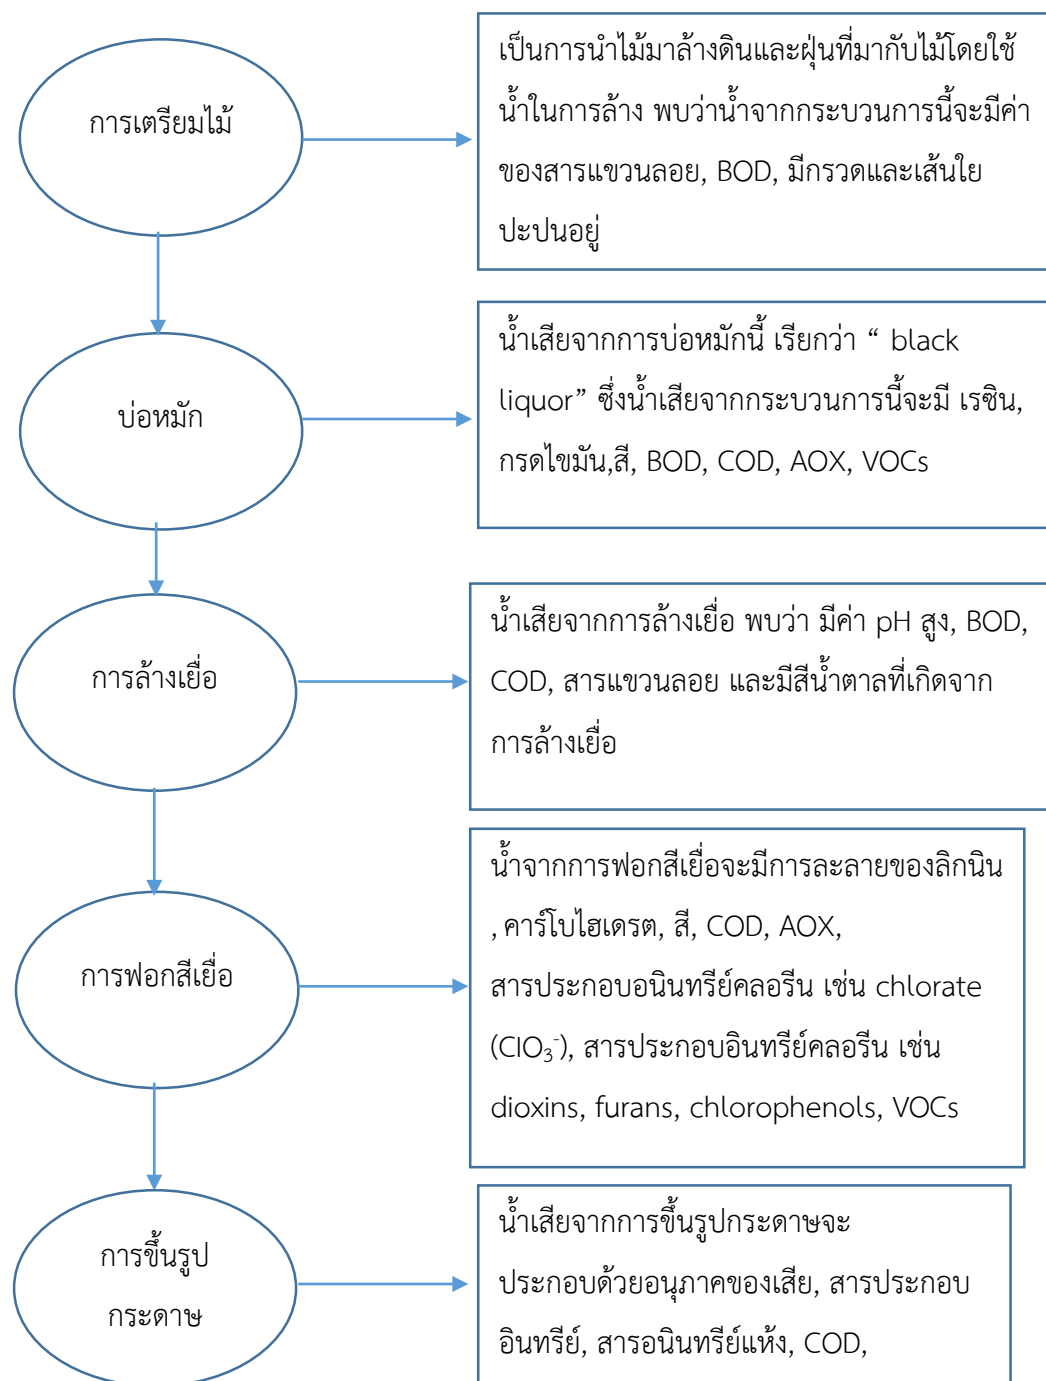 การเตรียมไม้
เป็นการนำไม้มาล้างดินและฝุ่นที่มากับไม้โดยใช้
น้ำในการล้าง พบว่าน้ำจากกระบวนการนี้จะมีค่า
ของสารแขวนลอย, BOD, มีกรวดและเส้นใย
ปะปนอยู่
บ่อหมัก
น้ำเสียจากการบ่อหมักนี้ เรียกว่า “ black
liquor” ซึ่งน้ำเสียจากกระบวนการนี้จะมี เรซิน,
กรดไขมัน,สี, BOD, COD, AOX, VOCs
การล้างเยื่อ
น้ำเสียจากการล้างเยื่อ พบว่า มีค่า pH สูง, BOD,
COD, สารแขวนลอย และมีสีน้ำตาลที่เกิดจาก
การล้างเยื่อ
การฟอกสีเยื่อ
น้ำจากการฟอกสีเยื่อจะมีการละลายของลิกนิน
, คาร์โบไฮเดรต, สี, COD, AOX,
สารประกอบอนินทรีย์คลอรีน เช่น chlorate
(ClO₃⁻), สารประกอบอินทรีย์คลอรีน เช่น
dioxins, furans, chlorophenols, VOCs
การขึ้นรูป
กระดาษ
น้ำเสียจากการขึ้นรูปกระดาษจะ
ประกอบด้วยอนุภาคของเสีย, สารประกอบ
อินทรีย์, สารอนินทรีย์แห้ง, COD,